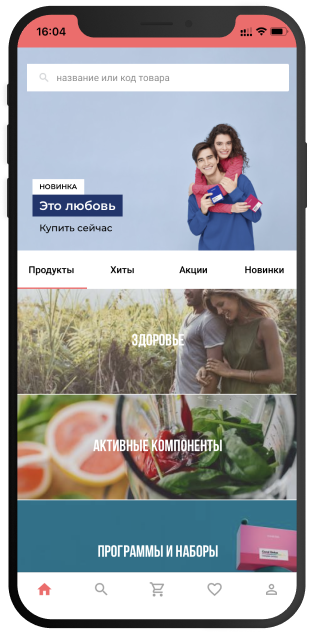 16:04
название или код товара
НОВИНКА
Это любовь
Купить сейчас
Продукты Хиты Акции Новинки
ЗДОРОВЬЕ
АКТИВНЫЕ КОМПОНЕНТЫ
ПРОГРАММЫ И НАБОРЫ